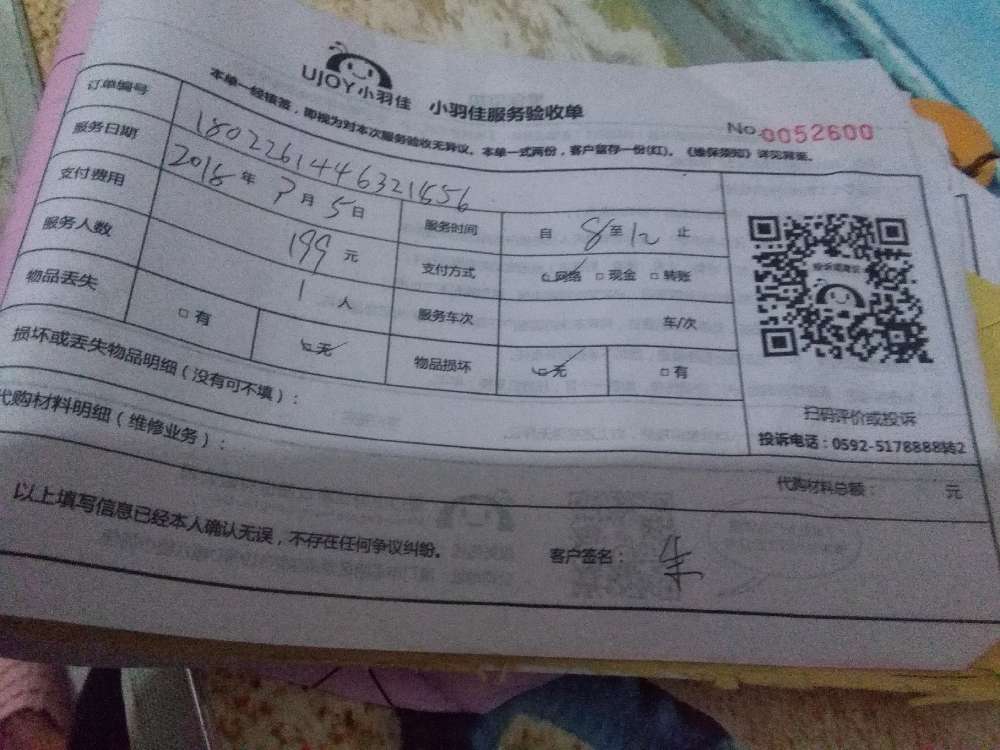 UJOY小羽佳 小羽佳服务验收单
No.0052600
本单一经核签，即视为对本次服务验收无异议。本单一式两份，客户留存一份(红)。《维保须知》详见背面。
订单编号 1802261446321556
服务日期 2018年 7月 5日 服务时间 自 8 至 12 止
支付费用 199 元 支付方式 网络 现金 转账
服务人数 1 人 服务车次 车/次
物品丢失 有 无 物品损坏 无 有
损坏或丢失物品明细（没有可不填）：
扫码评价或投诉
投诉电话：0592-5178888转2
代购材料明细（维修业务）：
代购材料总额： 元
以上填写信息已经本人确认无误，不存在任何争议纠纷。 客户签名：